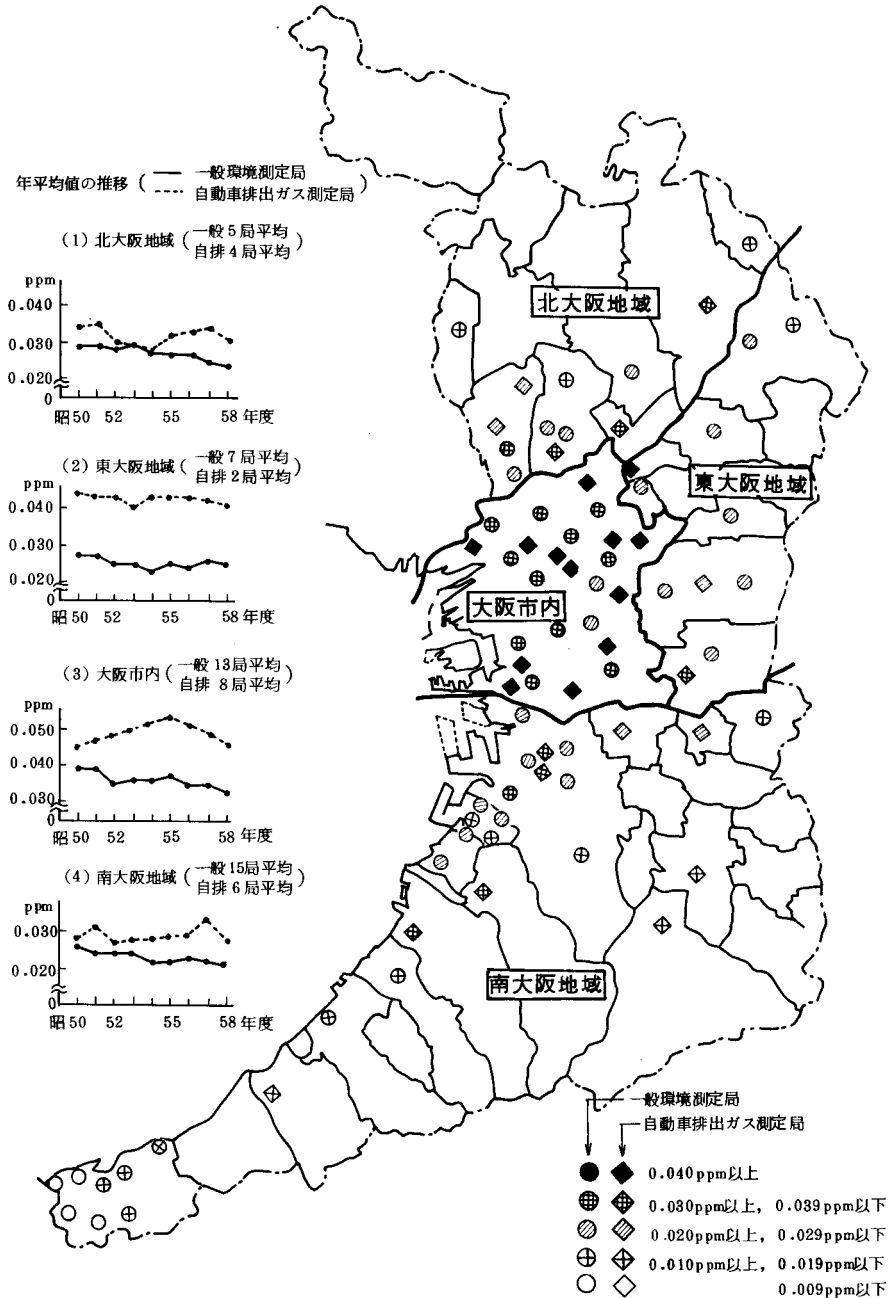 年平均値の推移 ( 一般環境測定局
自動車排出ガス測定局 )
(1) 北大阪地域 ( 一般5局平均
自排4局平均 )
ppm
0.040
0.030
0.020
0
昭50 52 55 58 年度
(2) 東大阪地域 ( 一般7局平均
自排2局平均 )
ppm
0.040
0.030
0.020
0
昭50 52 55 58 年度
(3) 大阪市内 ( 一般13局平均
自排 8局平均 )
ppm
0.050
0.040
0.030
0
昭50 52 55 58 年度
(4) 南大阪地域 ( 一般15局平均
自排 6局平均 )
ppm
0.030
0.020
0
昭50 52 55 58 年度
北大阪地域
東大阪地域
大阪市内
南大阪地域
一般環境測定局
自動車排出ガス測定局
0.040ppm以上
0.030ppm以上, 0.039ppm以下
0.020ppm以上, 0.029ppm以下
0.010ppm以上, 0.019ppm以下
0.009ppm以下